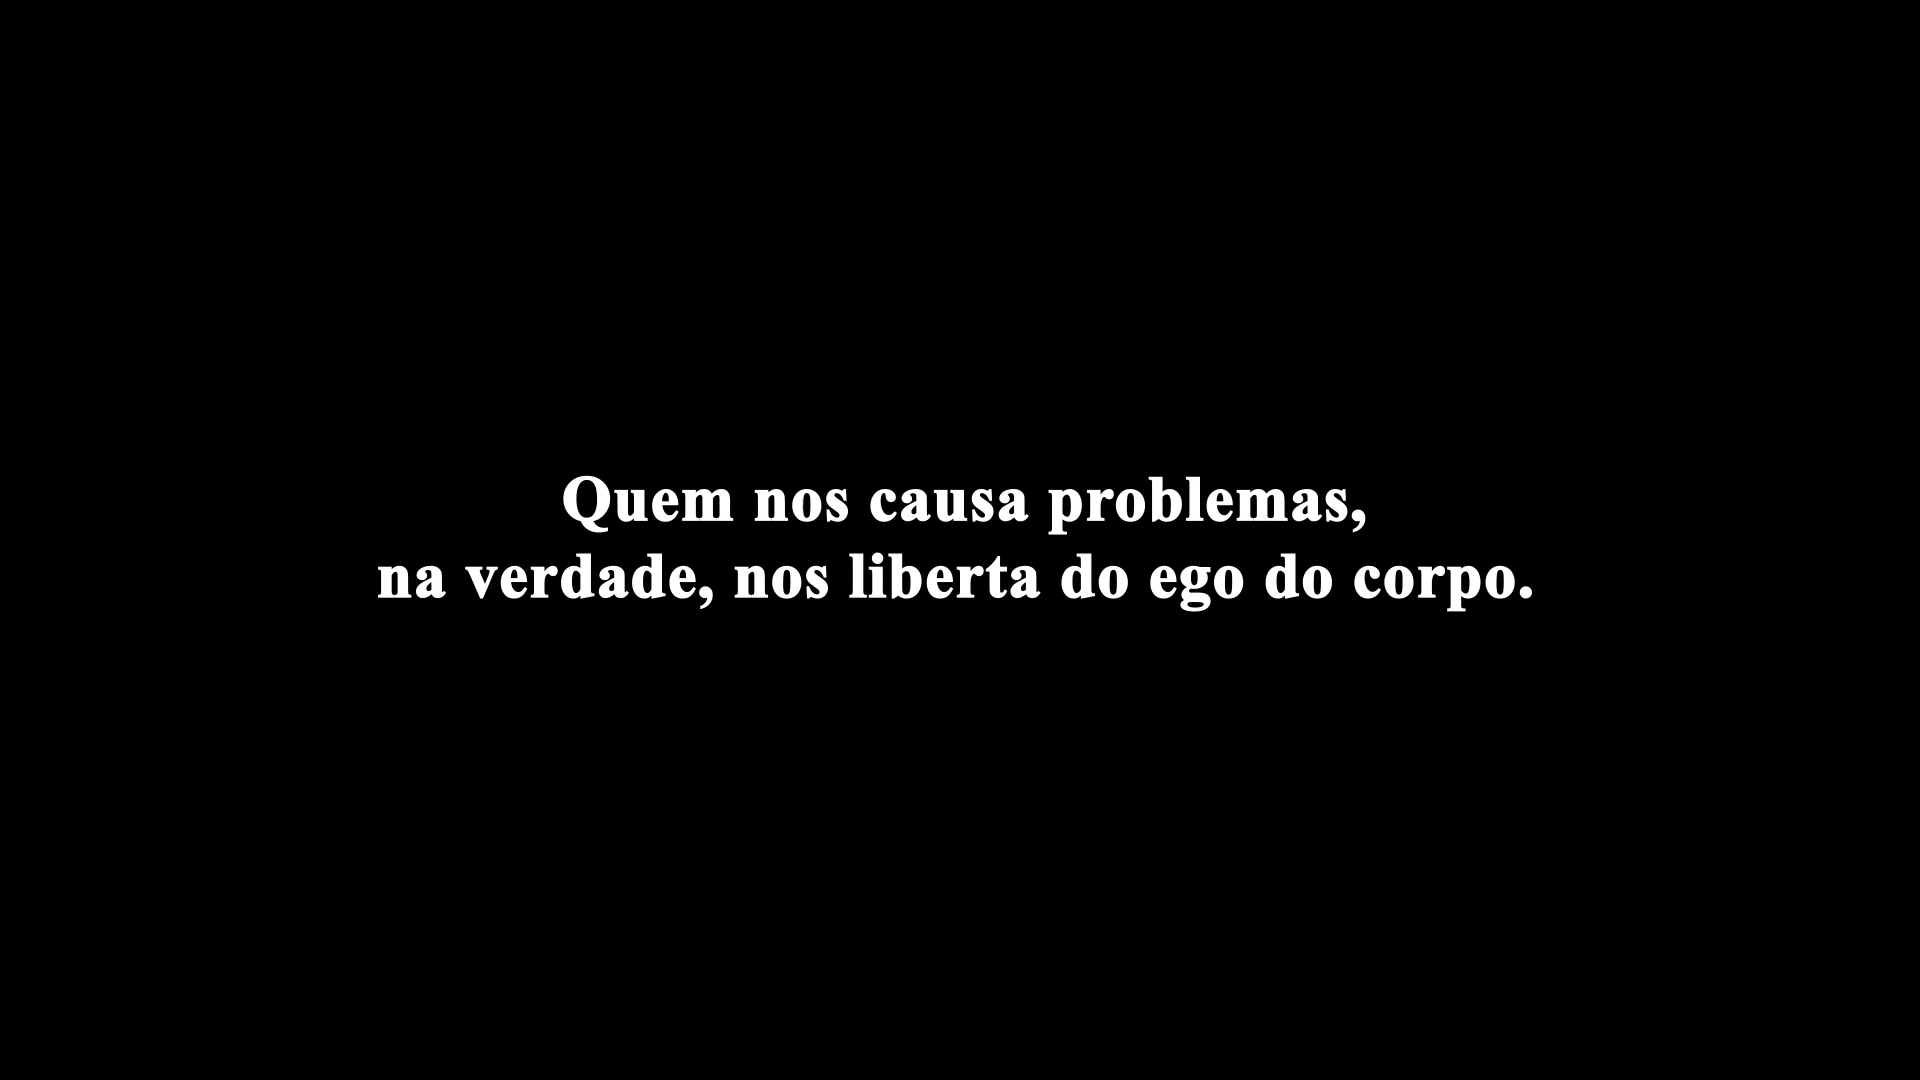 Quem nos causa problemas,
na verdade, nos liberta do ego do corpo.